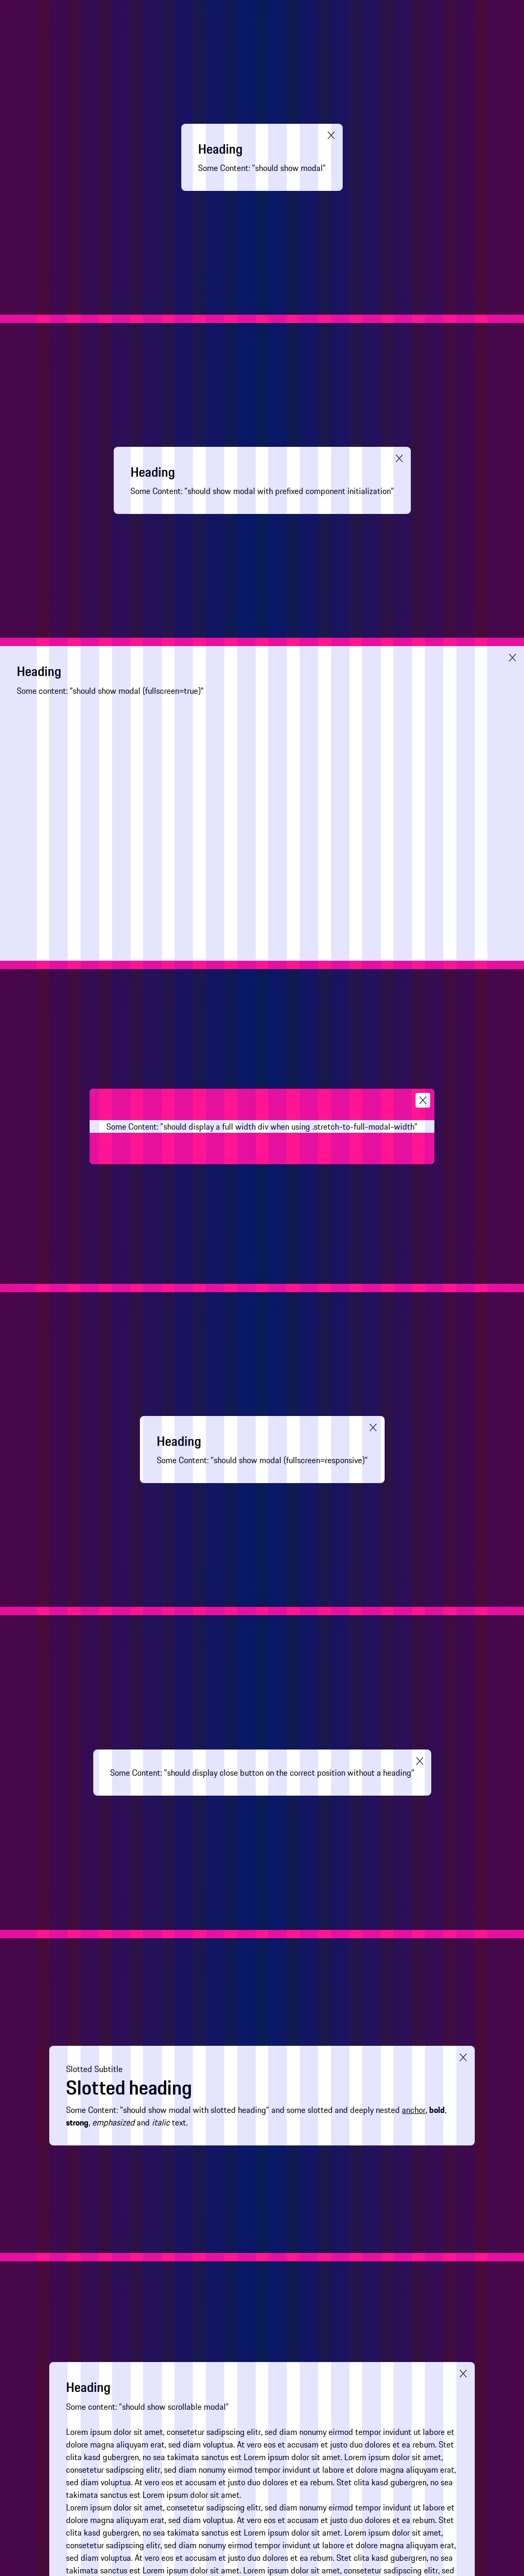 Heading
Some Content: "should show modal"
Heading
Some Content: "should show modal with prefixed component initialization"
Heading
Some content: "should show modal (fullscreen=true)"
Some Content: "should display a full width div when using .stretch-to-full-modal-width"
Heading
Some Content: "should show modal (fullscreen=responsive)"
Some Content: "should display close button on the correct position without a heading"
Slotted Subtitle
Slotted heading
Some Content: "should show modal with slotted heading" and some slotted and deeply nested anchor, bold,
strong, emphasized and italic text.
Heading
Some content: "should show scrollable modal"
Lorem ipsum dolor sit amet, consetetur sadipscing elitr, sed diam nonumy eirmod tempor invidunt ut labore et
dolore magna aliquyam erat, sed diam voluptua. At vero eos et accusam et justo duo dolores et ea rebum. Stet
clita kasd gubergren, no sea takimata sanctus est Lorem ipsum dolor sit amet. Lorem ipsum dolor sit amet,
consetetur sadipscing elitr, sed diam nonumy eirmod tempor invidunt ut labore et dolore magna aliquyam erat,
sed diam voluptua. At vero eos et accusam et justo duo dolores et ea rebum. Stet clita kasd gubergren, no sea
takimata sanctus est Lorem ipsum dolor sit amet.
Lorem ipsum dolor sit amet, consetetur sadipscing elitr, sed diam nonumy eirmod tempor invidunt ut labore et
dolore magna aliquyam erat, sed diam voluptua. At vero eos et accusam et justo duo dolores et ea rebum. Stet
clita kasd gubergren, no sea takimata sanctus est Lorem ipsum dolor sit amet. Lorem ipsum dolor sit amet,
consetetur sadipscing elitr, sed diam nonumy eirmod tempor invidunt ut labore et dolore magna aliquyam erat,
sed diam voluptua. At vero eos et accusam et justo duo dolores et ea rebum. Stet clita kasd gubergren, no sea
takimata sanctus est Lorem ipsum dolor sit amet. Lorem ipsum dolor sit amet, consetetur sadipscing elitr, sed